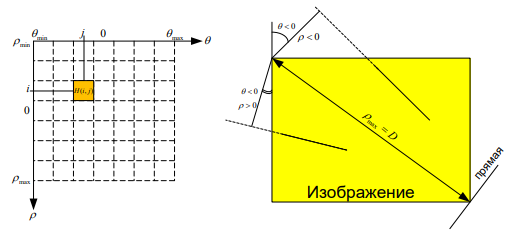 θmin j 0 θmax
ρmin θ
i H(i, j)
0
ρmax
ρ
θ<0
ρ<0
θ<0
ρ>0
ρmax = D
прямая
Изображение